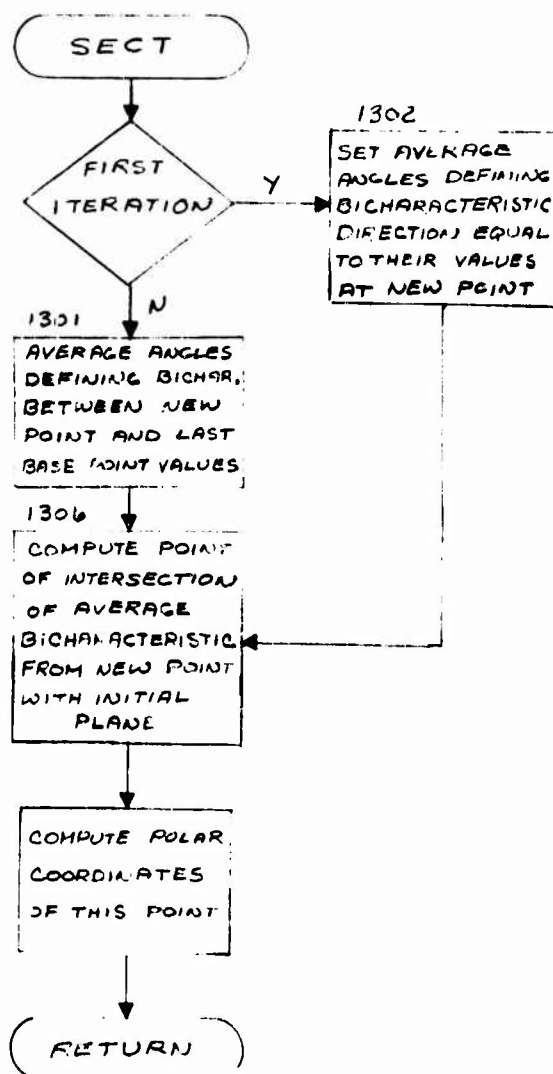 SECT
FIRST
ITERATION
Y
N
1302
SET AVERAGE
ANGLES DEFINING
BICHARACTERISTIC
DIRECTION EQUAL
TO THEIR VALUES
AT NEW POINT
1301
AVERAGE ANGLES
DEFINING BICHAR.
BETWEEN NEW
POINT AND LAST
BASE POINT VALUES
1306
COMPUTE POINT
OF INTERSECTION
OF AVERAGE
BICHARACTERISTIC
FROM NEW POINT
WITH INITIAL
PLANE
COMPUTE POLAR
COORDINATES
OF THIS POINT
RETURN